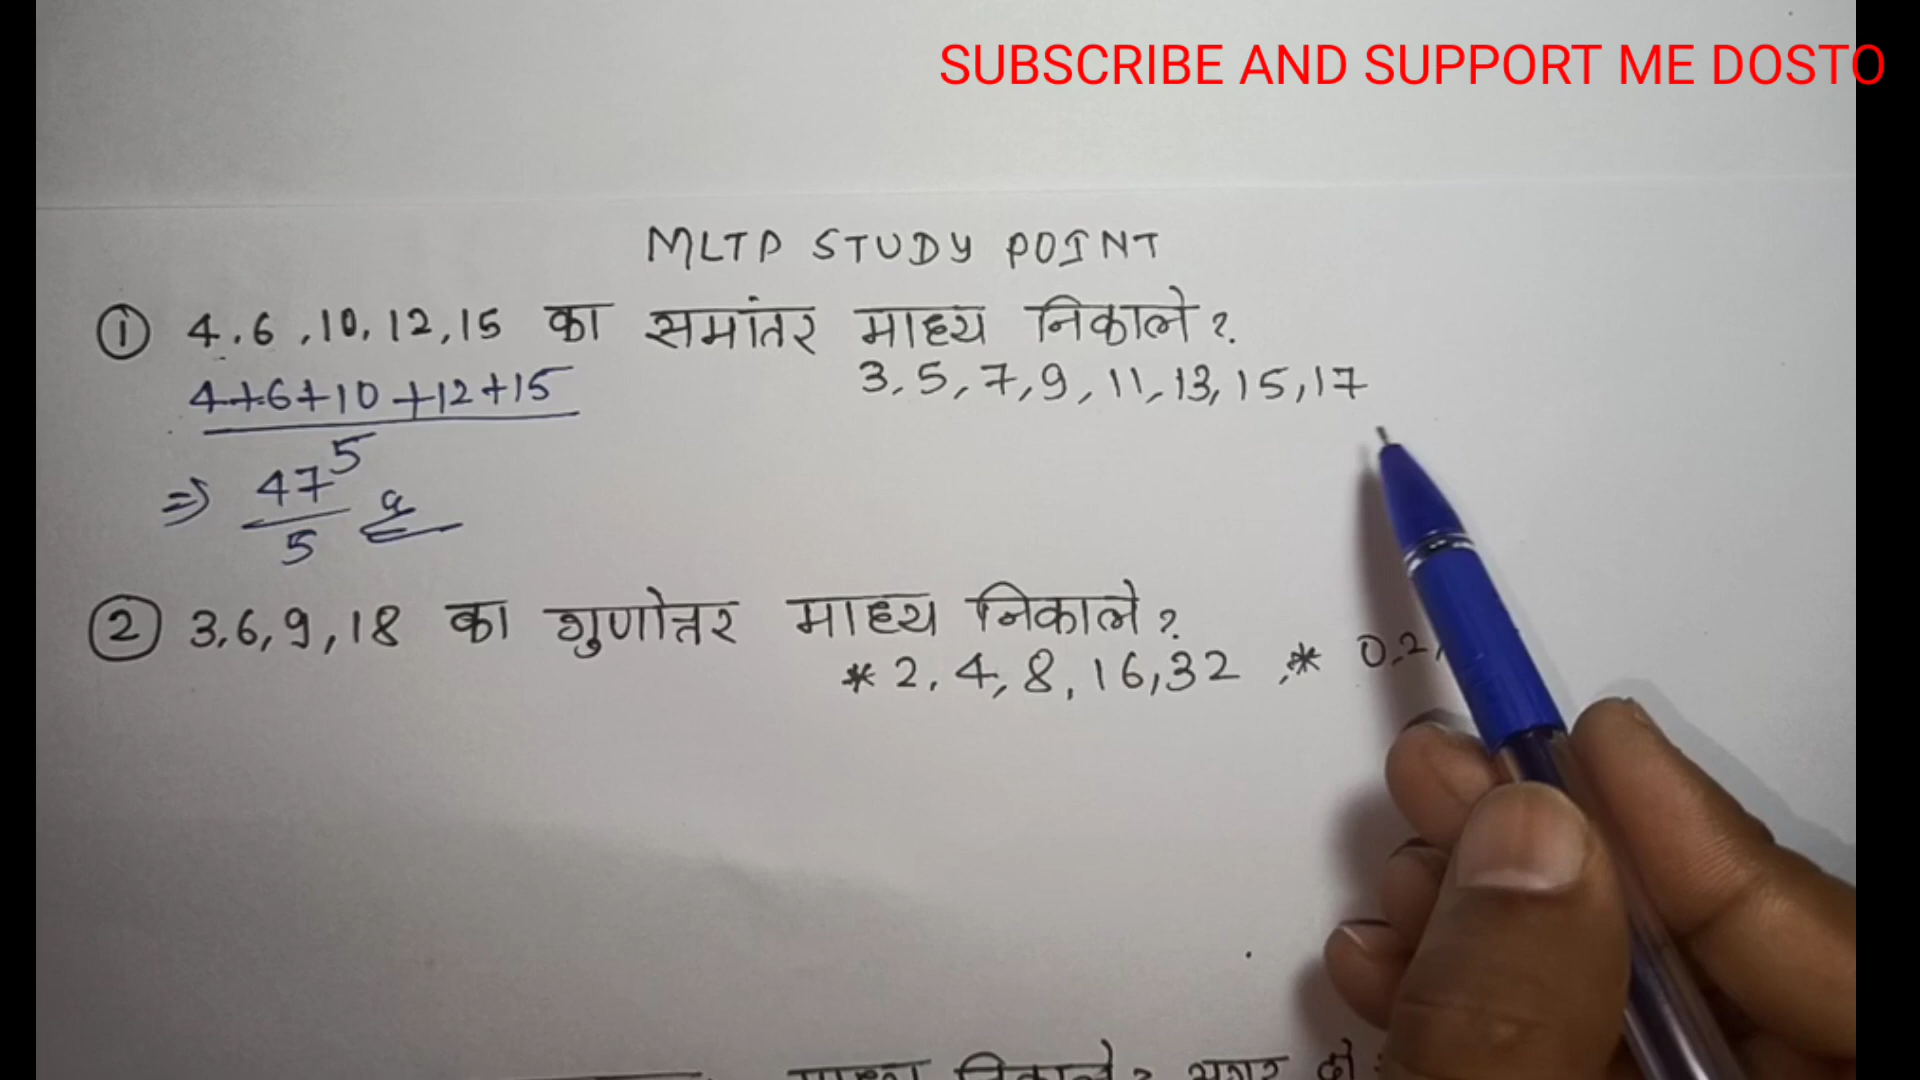 SUBSCRIBE AND SUPPORT ME DOSTO
MLTP STUDY POINT
① 4, 6, 10, 12, 15 का समांतर माध्य निकाले?
3, 5, 7, 9, 11, 13, 15, 17
4+6+10+12+15
5
⇒ 47
5
② 3, 6, 9, 18 का गुणोत्तर माध्य निकाले?
* 2, 4, 8, 16, 32, * 0, 2,
माध्य निकाले? अगर दो